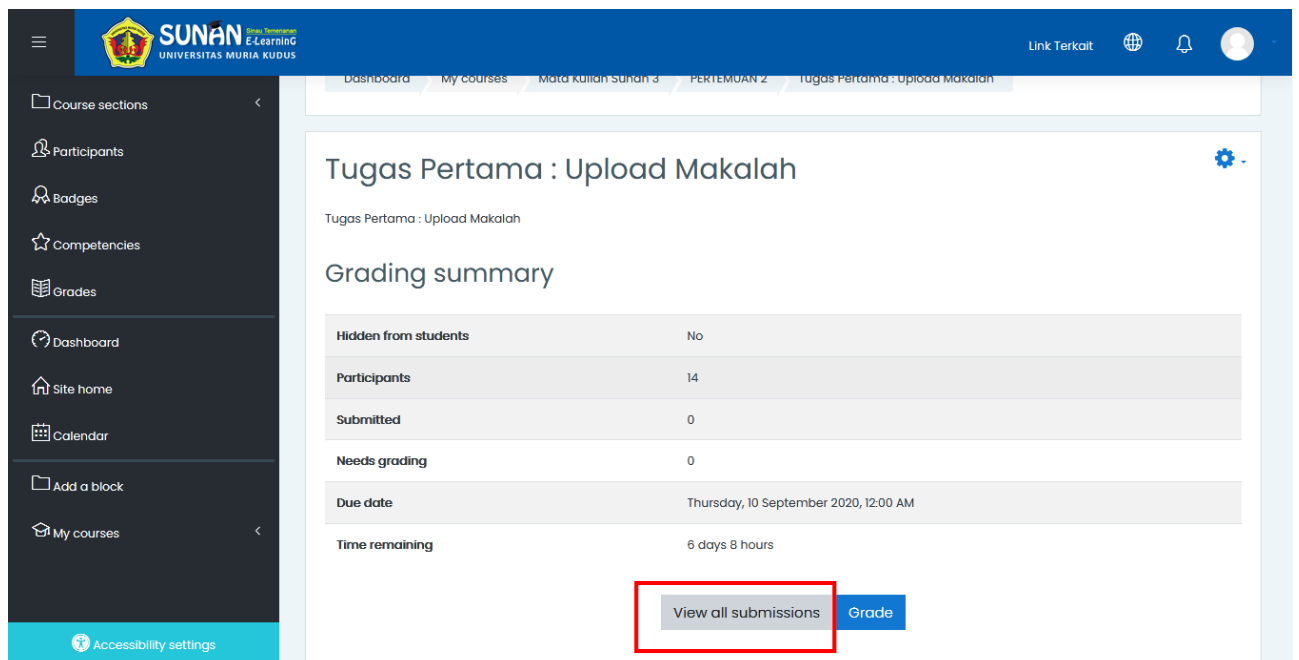 SUNAN Sinau Temenanan
E-LearninG
UNIVERSITAS MURIA KUDUS
Link Terkait
Dashboard My courses Mata Kuliah Sunan 3 PERTEMUAN 2 Tugas Pertama : Upload Makalah
Course sections
Participants
Badges
Competencies
Grades
Dashboard
Site home
Calendar
Add a block
My courses
Accessibility settings
Tugas Pertama : Upload Makalah
Tugas Pertama : Upload Makalah
Grading summary
Hidden from students No
Participants 14
Submitted 0
Needs grading 0
Due date Thursday, 10 September 2020, 12:00 AM
Time remaining 6 days 8 hours
View all submissions Grade